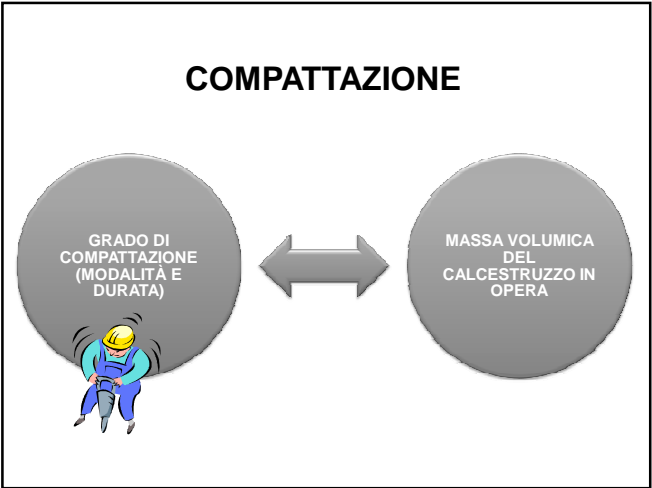 COMPATTAZIONE
GRADO DI
COMPATTAZIONE
(MODALITÀ E
DURATA)
MASSA VOLUMICA
DEL
CALCESTRUZZO IN
OPERA